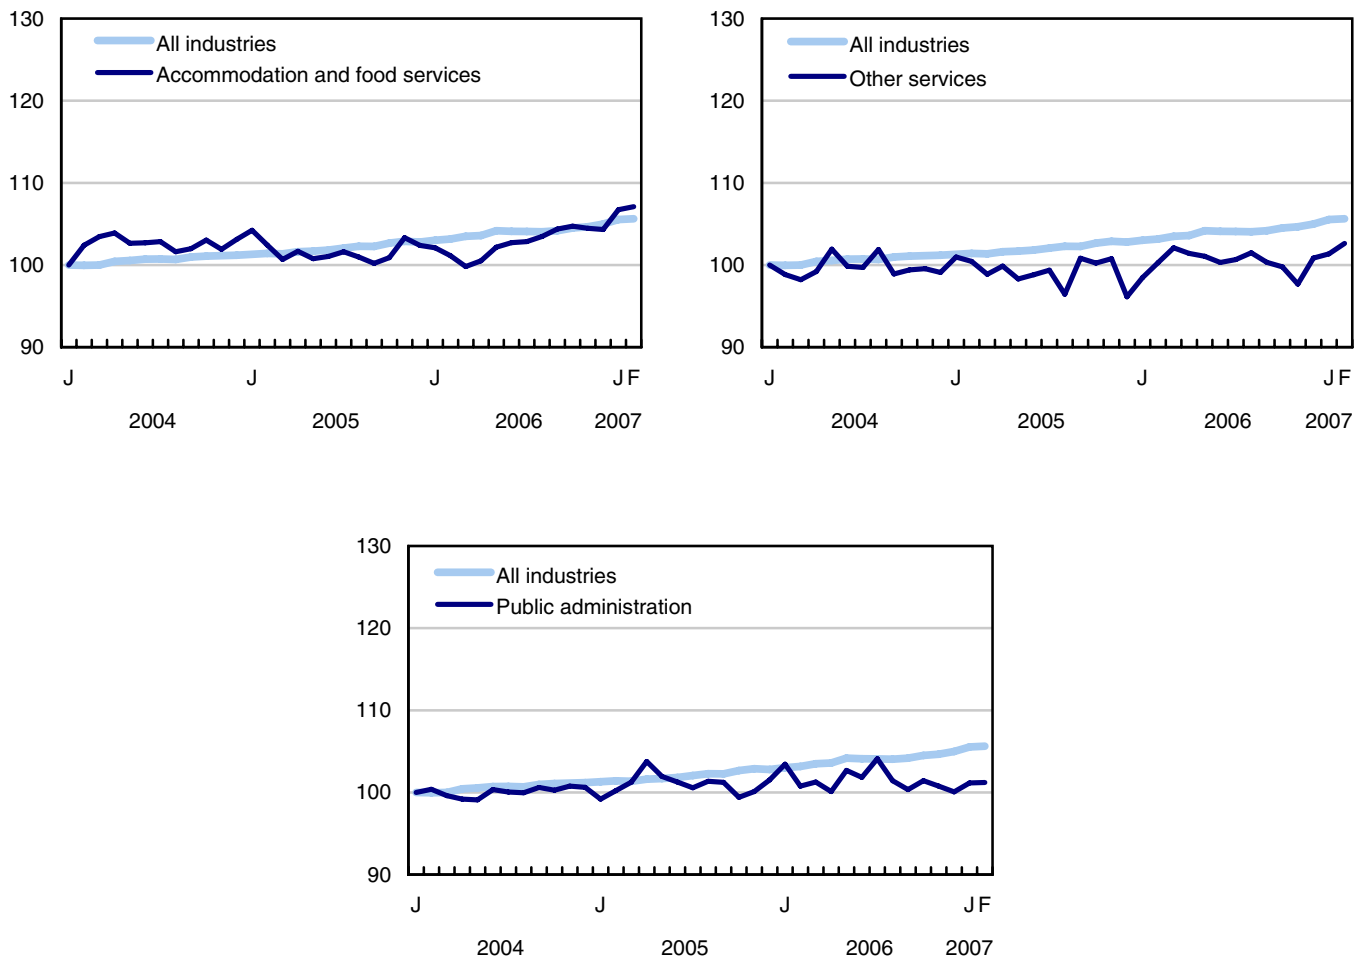 130
All industries
Accommodation and food services
120
110
100
90
J J J J F
2004 2005 2006 2007
130
All industries
Other services
120
110
100
90
J J J J F
2004 2005 2006 2007
130
All industries
Public administration
120
110
100
90
J J J J F
2004 2005 2006 2007